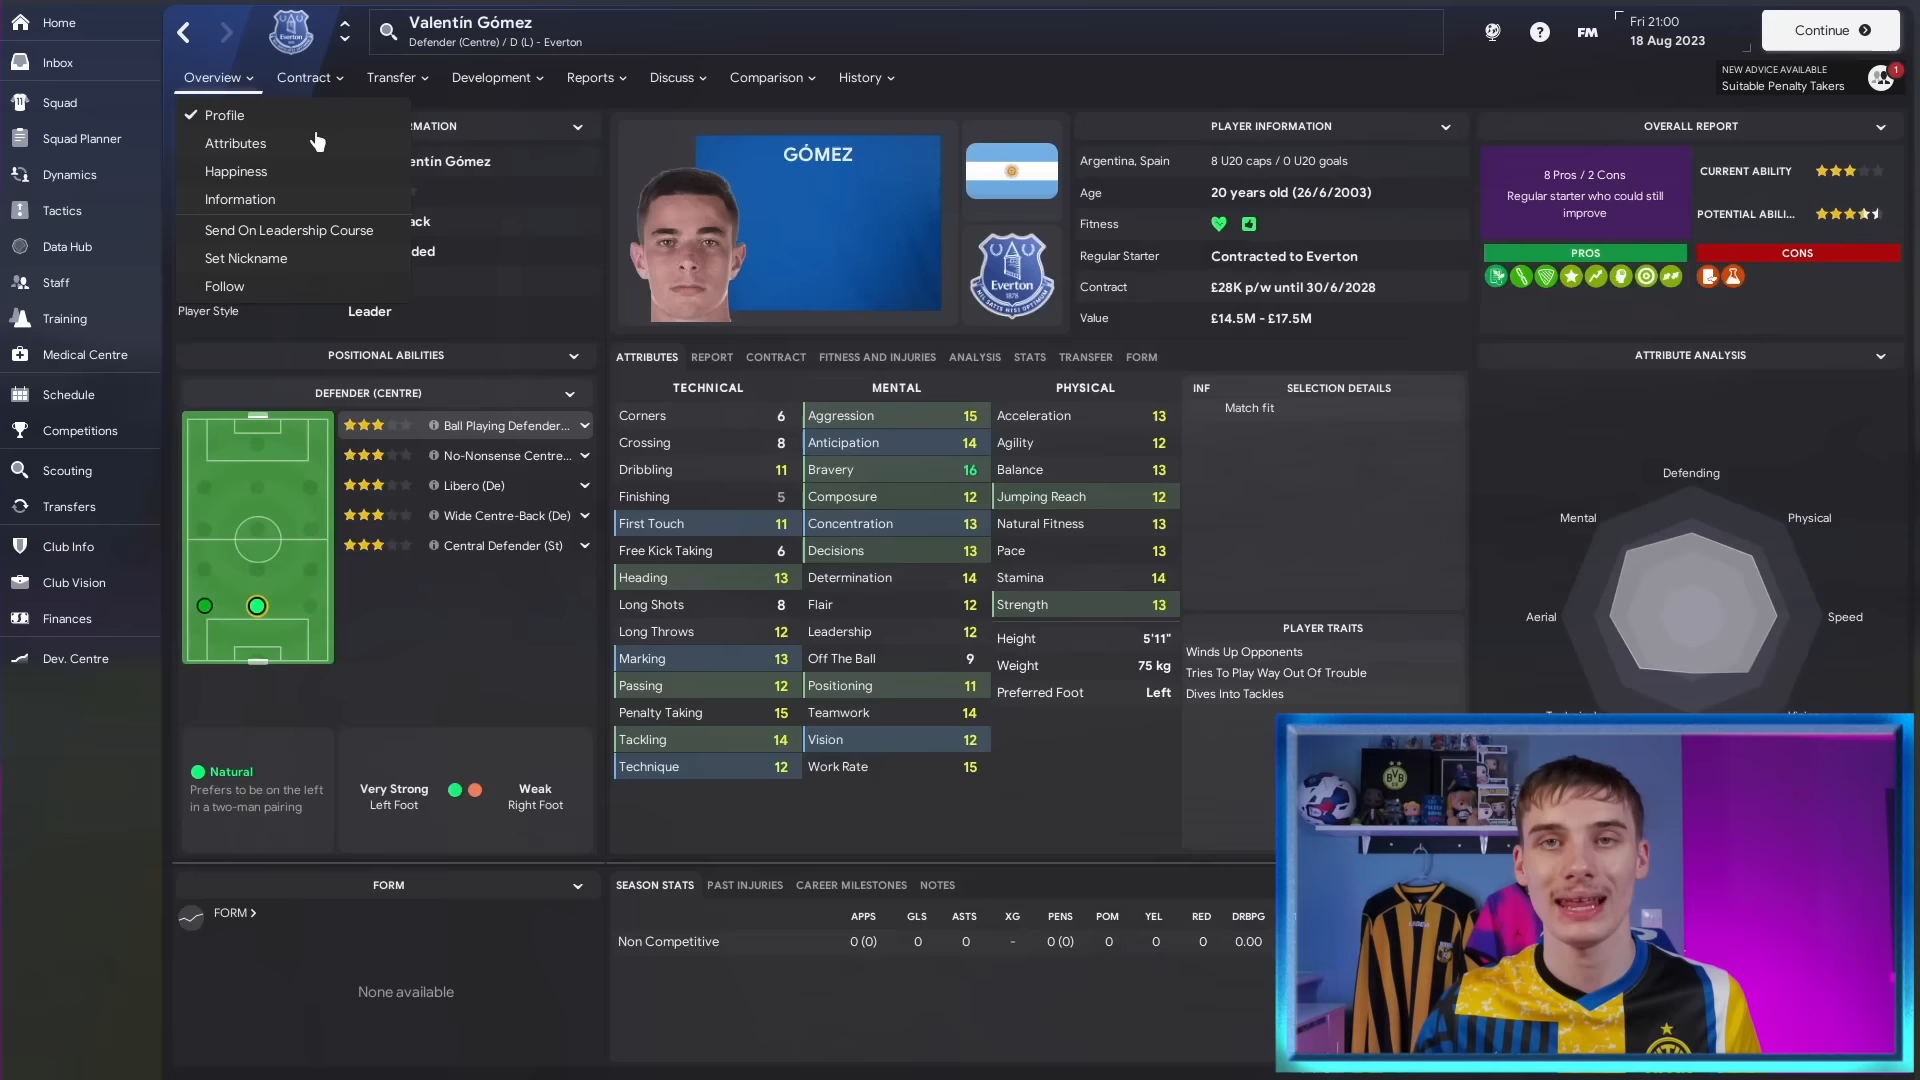 Home
Inbox
Squad
Squad Planner
Dynamics
Tactics
Data Hub
Staff
Training
Medical Centre
Schedule
Competitions
Scouting
Transfers
Club Info
Club Vision
Finances
Dev. Centre
Valentín Gómez
Defender (Centre) / D (L) - Everton
FM
Fri 21:00
18 Aug 2023
Continue
Overview
Contract
Transfer
Development
Reports
Discuss
Comparison
History
NEW ADVICE AVAILABLE
Suitable Penalty Takers
1
Profile
Attributes
Happiness
Information
Send On Leadership Course
Set Nickname
Follow
RMATION
entín Gómez
ack
ded
Player Style Leader
GÓMEZ
Everton
1878
PLAYER INFORMATION
Argentina, Spain 8 U20 caps / 0 U20 goals
Age 20 years old (26/6/2003)
Fitness
Regular Starter Contracted to Everton
Contract £28K p/w until 30/6/2028
Value £14.5M - £17.5M
OVERALL REPORT
8 Pros / 2 Cons
Regular starter who could still
improve
CURRENT ABILITY
POTENTIAL ABILI...
PROS
CONS
POSITIONAL ABILITIES
DEFENDER (CENTRE)
Ball Playing Defender...
No-Nonsense Centre...
Libero (De)
Wide Centre-Back (De)
Central Defender (St)
Natural
Prefers to be on the left
in a two-man pairing
Very Strong
Left Foot
Weak
Right Foot
ATTRIBUTES REPORT CONTRACT FITNESS AND INJURIES ANALYSIS STATS TRANSFER FORM
TECHNICAL
Corners 6
Crossing 8
Dribbling 11
Finishing 5
First Touch 11
Free Kick Taking 6
Heading 13
Long Shots 8
Long Throws 12
Marking 13
Passing 12
Penalty Taking 15
Tackling 14
Technique 12
MENTAL
Aggression 15
Anticipation 14
Bravery 16
Composure 12
Concentration 13
Decisions 13
Determination 14
Flair 12
Leadership 12
Off The Ball 9
Positioning 11
Teamwork 14
Vision 12
Work Rate 15
PHYSICAL
Acceleration 13
Agility 12
Balance 13
Jumping Reach 12
Natural Fitness 13
Pace 13
Stamina 14
Strength 13
Height 5'11"
Weight 75 kg
Preferred Foot Left
INF SELECTION DETAILS
Match fit
PLAYER TRAITS
Winds Up Opponents
Tries To Play Way Out Of Trouble
Dives Into Tackles
ATTRIBUTE ANALYSIS
Defending
Mental
Physical
Aerial
Speed
FORM
FORM
None available
SEASON STATS PAST INJURIES CAREER MILESTONES NOTES
APPS GLS ASTS XG PENS POM YEL RED DRBPG
Non Competitive 0 (0) 0 0 - 0 (0) 0 0 0 0.00
BVB